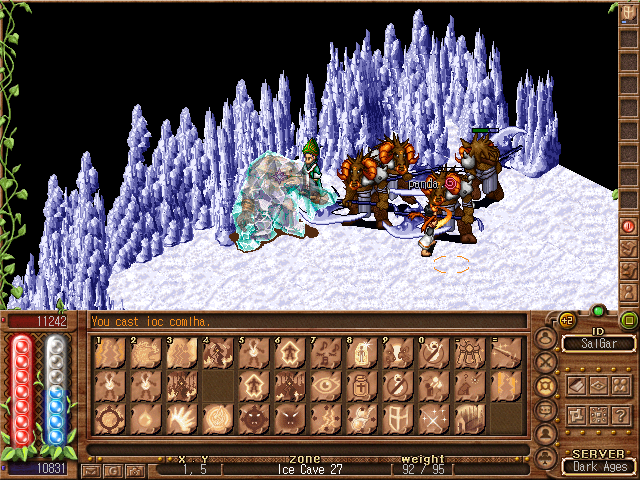 panda
11242
You cast ioc comlha.
+2
ID
SalGar
1 2 3 4 5 6 7 8 9 0 - =
10831
x , y
zone
weight
1, 5
Ice Cave 27
92 / 95
SERVER
Dark Ages